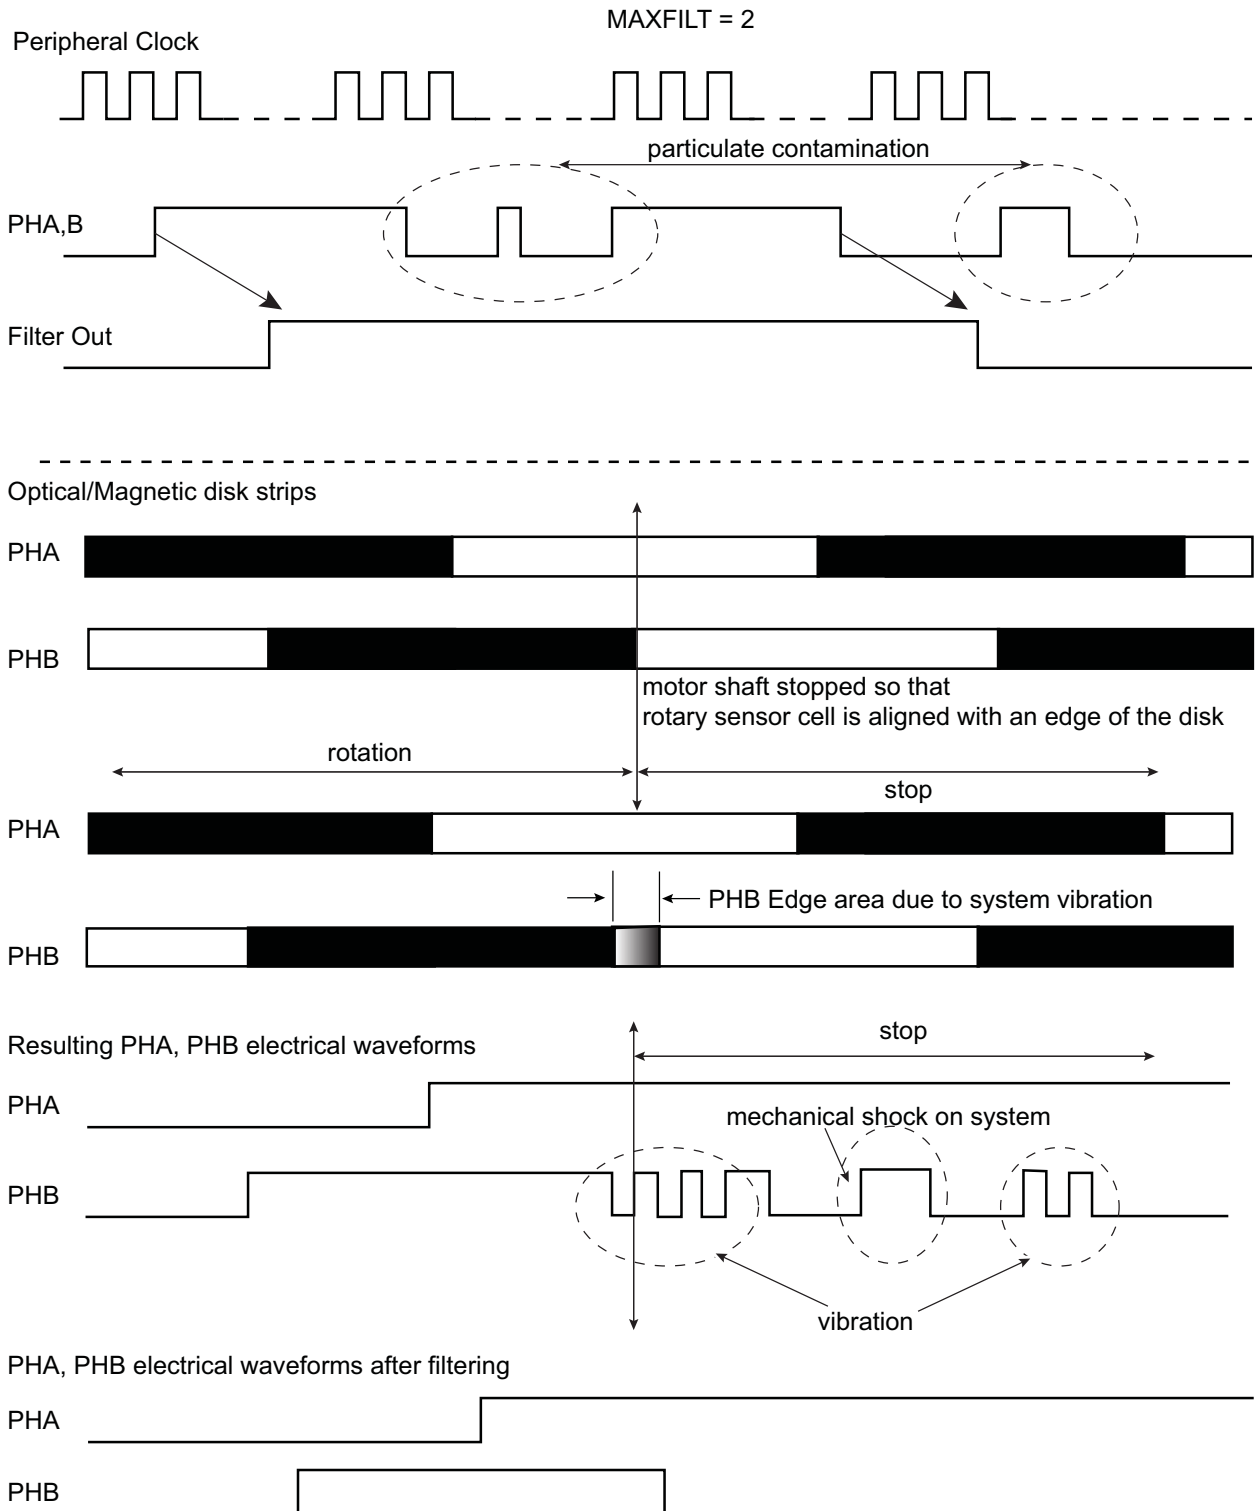 MAXFILT = 2
Peripheral Clock
particulate contamination
PHA,B
Filter Out
Optical/Magnetic disk strips
PHA
PHB
motor shaft stopped so that
rotary sensor cell is aligned with an edge of the disk
rotation
stop
PHA
PHB Edge area due to system vibration
PHB
stop
Resulting PHA, PHB electrical waveforms
PHA
mechanical shock on system
PHB
vibration
PHA, PHB electrical waveforms after filtering
PHA
PHB